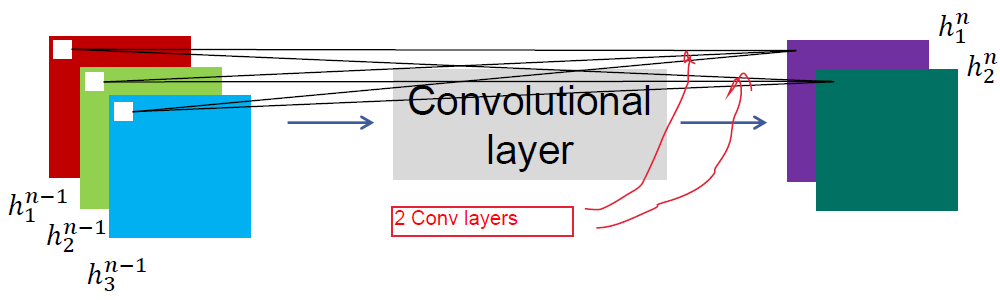 h_1^n
h_2^n
Convolutional
layer
2 Conv layers
h_1^{n-1}
h_2^{n-1}
h_3^{n-1}